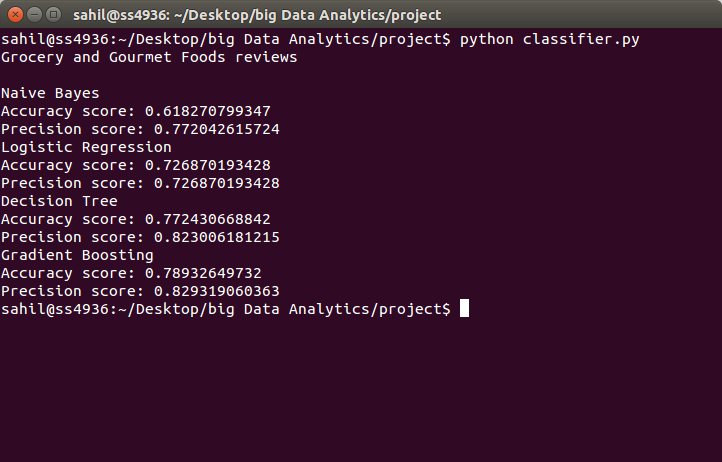 sahil@ss4936: ~/Desktop/big Data Analytics/project
sahil@ss4936:~/Desktop/big Data Analytics/project$ python classifier.py
Grocery and Gourmet Foods reviews
Naive Bayes
Accuracy score: 0.618270799347
Precision score: 0.772042615724
Logistic Regression
Accuracy score: 0.726870193428
Precision score: 0.726870193428
Decision Tree
Accuracy score: 0.772430668842
Precision score: 0.823006181215
Gradient Boosting
Accuracy score: 0.78932649732
Precision score: 0.829319060363
sahil@ss4936:~/Desktop/big Data Analytics/project$